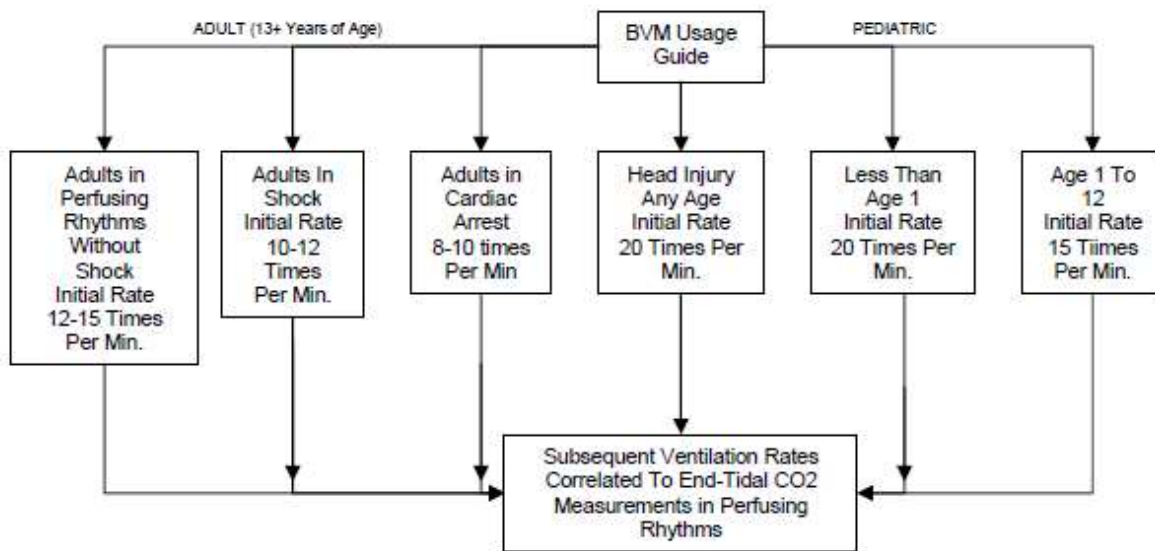 ADULT (13+ Years of Age)
BVM Usage
Guide
PEDIATRIC
Adults in
Perfusing
Rhythms
Without
Shock
Initial Rate
12-15 Times
Per Min.
Adults In
Shock
Initial Rate
10-12
Times
Per Min.
Adults in
Cardiac
Arrest
8-10 times
Per Min
Head Injury
Any Age
Initial Rate
20 Times Per
Min.
Less Than
Age 1
Initial Rate
20 Times Per
Min.
Age 1 To
12
Initial Rate
15 Tiimes
Per Min.
Subsequent Ventilation Rates
Correlated To End-Tidal CO2
Measurements in Perfusing
Rhythms